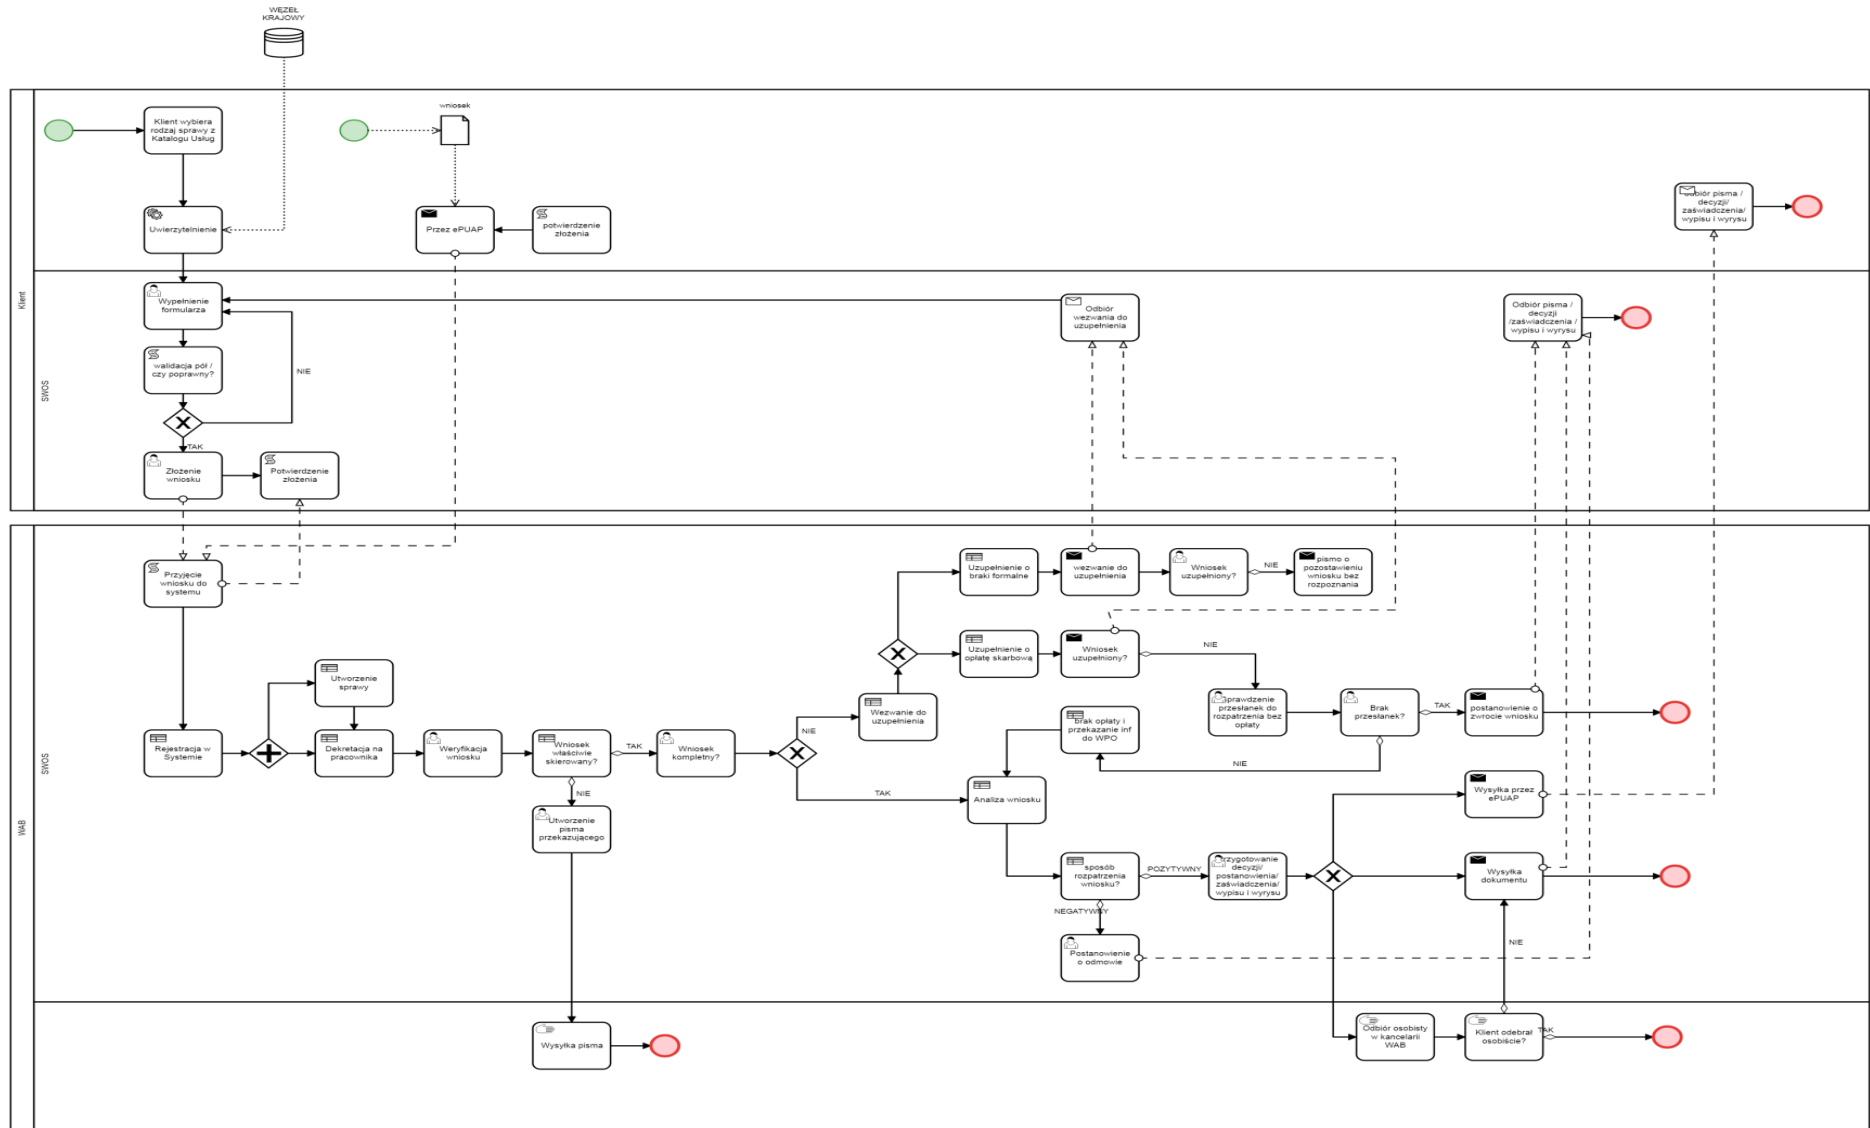 WĘZEŁ
KRAJOWY
Klient
SWOS
Klient wybiera
rodzaj sprawy z
Katalogu Usług
wniosek
Uwierzytelnienie
Przez ePUAP
potwierdzenie
złożenia
odbiór pisma /
decyzji/
zaświadczenia/
wypisu i wyrysu
Wypełnienie
formularza
Odbiór
wezwania do
uzupełnienia
Odbiór pisma /
decyzji
/zaświadczenia /
wypisu i wyrysu
walidacja pól /
czy poprawny?
NIE
TAK
Złożenie
wniosku
Potwierdzenie
złożenia
WAB
SWOS
Przyjęcie
wniosku do
systemu
Uzupełnienie o
braki formalne
wezwanie do
uzupełnienia
Wniosek
uzupełniony?
NIE
pismo o
pozostawieniu
wniosku bez
rozpoznania
Uzupełnienie o
opłatę skarbową
Wniosek
uzupełniony?
NIE
Utworzenie
sprawy
Wezwanie do
uzupełnienia
sprawdzenie
przesłanek do
rozpatrzenia bez
opłaty
Brak
przesłanek?
TAK
postanowienie o
zwrocie wniosku
brak opłaty i
przekazanie inf
do WPO
NIE
Rejestracja w
Systemie
Dekretacja na
pracownika
Weryfikacja
wniosku
Wniosek
właściwie
skierowany?
TAK
Wniosek
kompletny?
NIE
TAK
NIE
Analiza wniosku
Wysyłka przez
ePUAP
Utworzenie
pisma
przekazującego
sposób
rozpatrzenia
wniosku?
POZYTYWNY
przygotowanie
decyzji/
postanowienia/
zaświadczenia/
wypisu i wyrysu
Wysyłka
dokumentu
NEGATYWNY
Postanowienie
o odmowie
NIE
Wysyłka pisma
Odbiór osobisty
w kancelarii
WAB
Klient odebrał
osobiście?
TAK